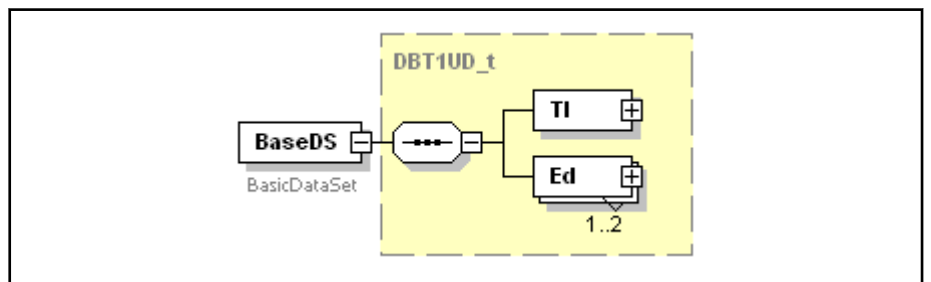 DBT1UD_t
TI
BaseDS
BasicDataSet
Ed
1..2